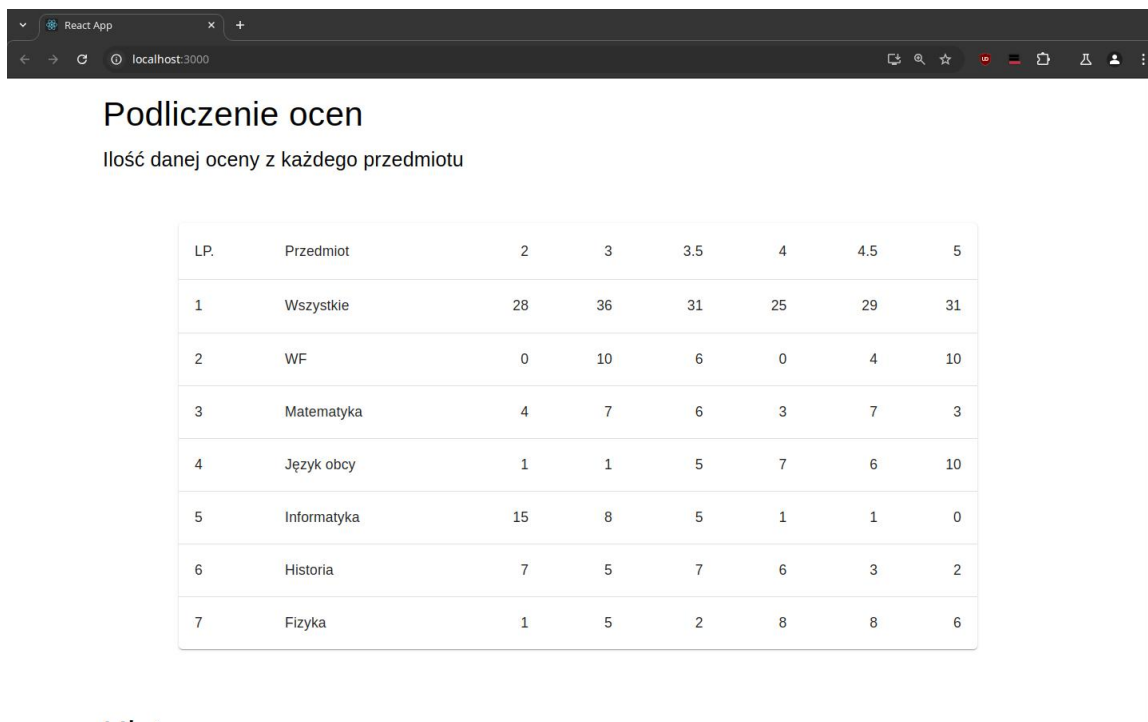 React App
localhost:3000
Podliczenie ocen
Ilość danej oceny z każdego przedmiotu
LP. Przedmiot 2 3 3.5 4 4.5 5
1 Wszystkie 28 36 31 25 29 31
2 WF 0 10 6 0 4 10
3 Matematyka 4 7 6 3 7 3
4 Język obcy 1 1 5 7 6 10
5 Informatyka 15 8 5 1 1 0
6 Historia 7 5 7 6 3 2
7 Fizyka 1 5 2 8 8 6